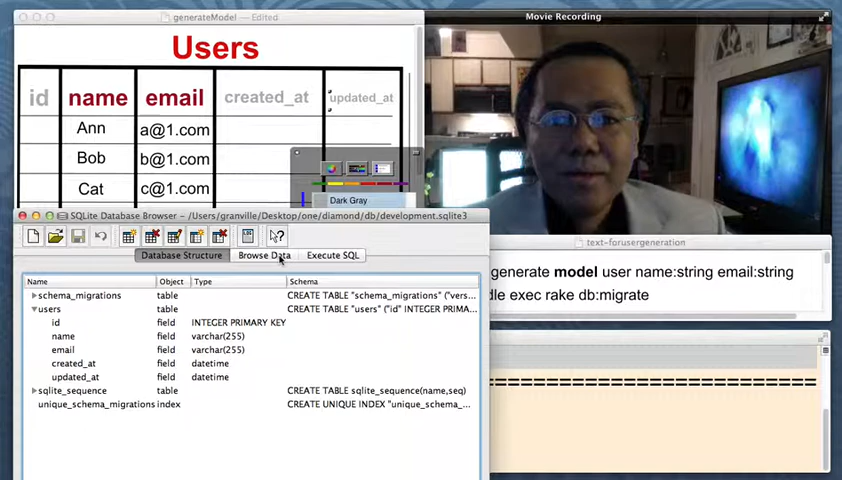 generateModel — Edited
Movie Recording
Users
id name email created_at updated_at
Ann a@1.com
Bob b@1.com
Cat c@1.com
Dark Gray
SQLite Database Browser - /Users/granville/Desktop/one/diamond/db/development.sqlite3
Database Structure Browse Data Execute SQL
Name Object Type Schema
schema_migrations table CREATE TABLE "schema_migrations" ("vers...
users table CREATE TABLE "users" ("id" INTEGER PRIMA...
id field INTEGER PRIMARY KEY
name field varchar(255)
email field varchar(255)
created_at field datetime
updated_at field datetime
sqlite_sequence table CREATE TABLE sqlite_sequence(name,seq)
unique_schema_migrations index CREATE UNIQUE INDEX "unique_schema_...
text-forusergeneration
generate model user name:string email:string
dle exec rake db:migrate